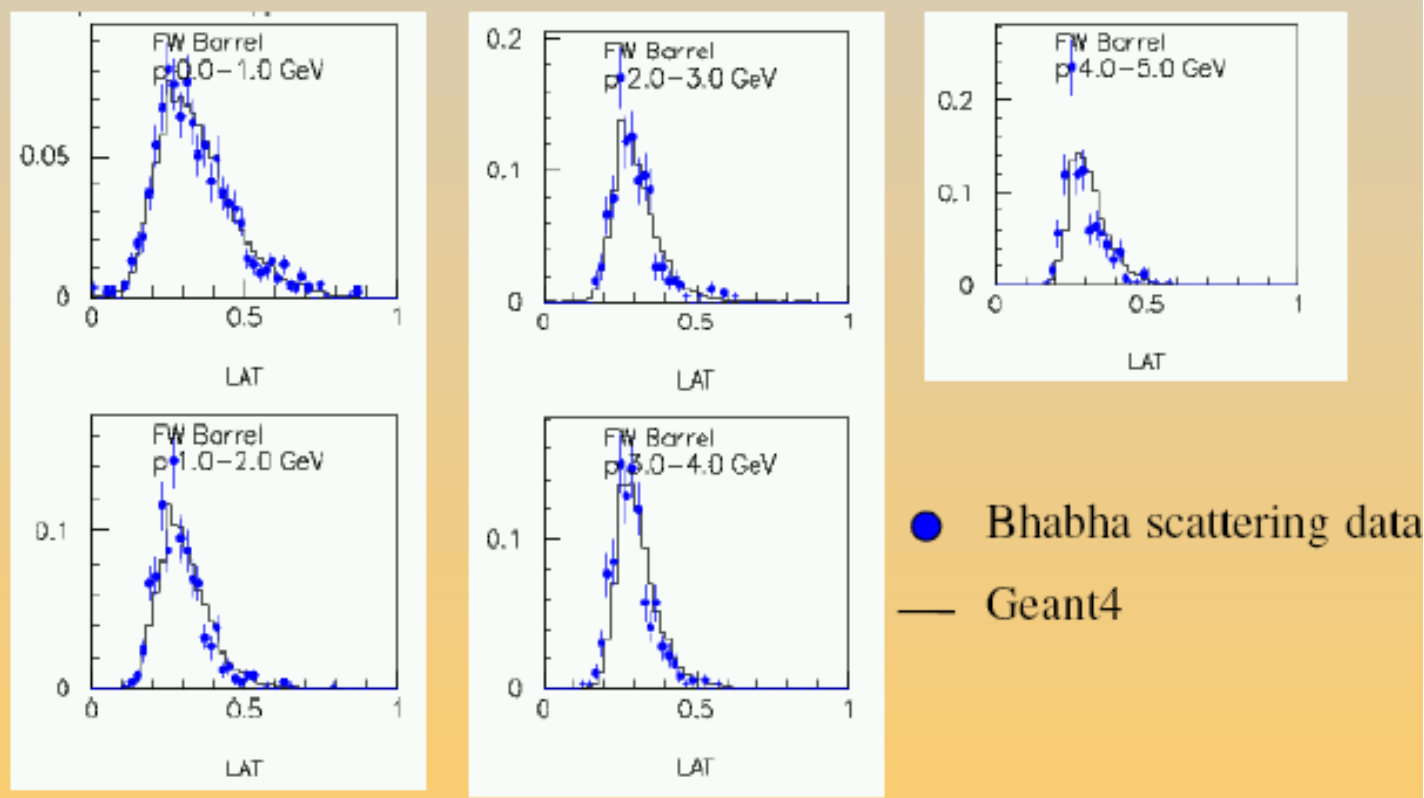 FW Barrel
p 0.0-1.0 GeV
0.05
0
0
0.5
1
LAT
FW Barrel
p 1.0-2.0 GeV
0.1
0
0
0.5
1
LAT
FW Barrel
p 2.0-3.0 GeV
0.2
0.1
0
0
0.5
1
LAT
FW Barrel
p 3.0-4.0 GeV
0.1
0
0
0.5
1
LAT
FW Barrel
p 4.0-5.0 GeV
0.2
0.1
0
0
0.5
1
LAT
Bhabha scattering data
Geant4